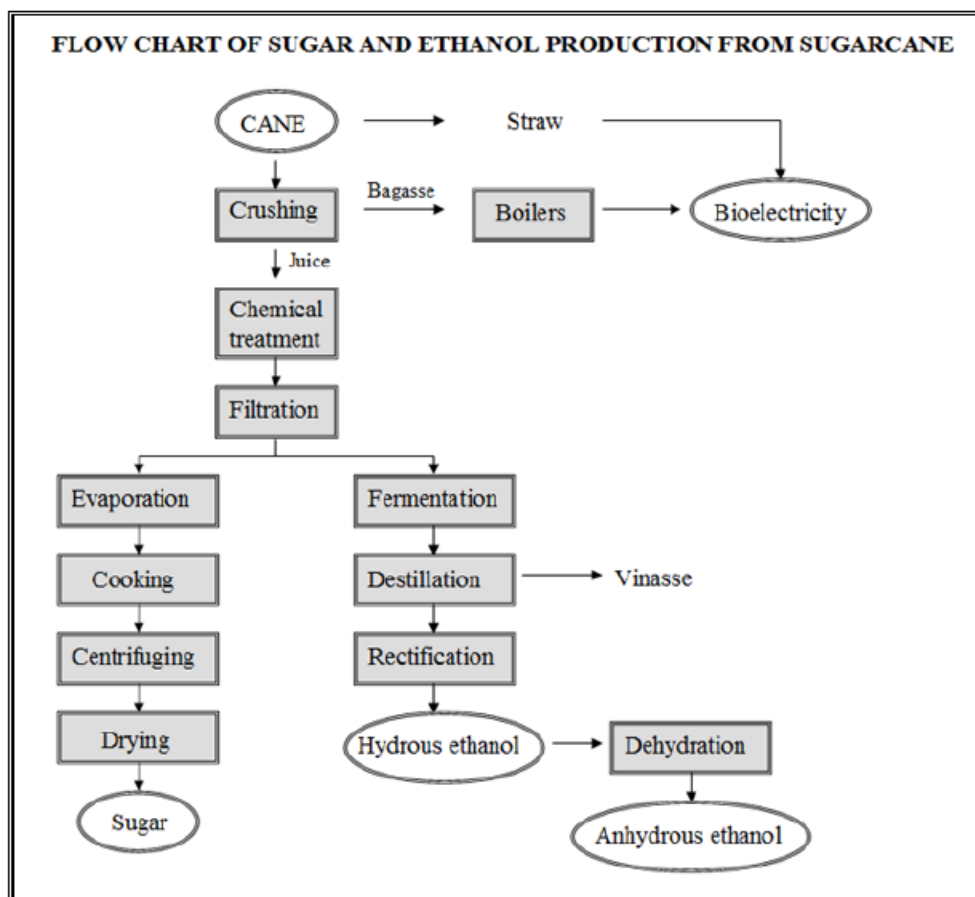 FLOW CHART OF SUGAR AND ETHANOL PRODUCTION FROM SUGARCANE
CANE
Straw
Crushing
Bagasse
Boilers
Bioelectricity
Juice
Chemical
treatment
Filtration
Evaporation
Fermentation
Cooking
Destillation
Vinasse
Centrifuging
Rectification
Drying
Hydrous ethanol
Dehydration
Sugar
Anhydrous ethanol